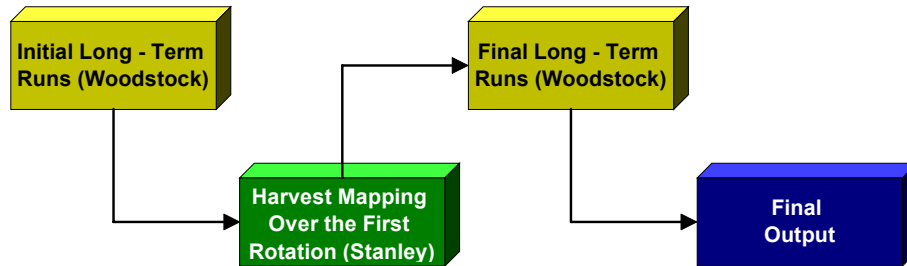 Initial Long - Term
Runs (Woodstock)
Harvest Mapping
Over the First
Rotation (Stanley)
Final Long - Term
Runs (Woodstock)
Final
Output